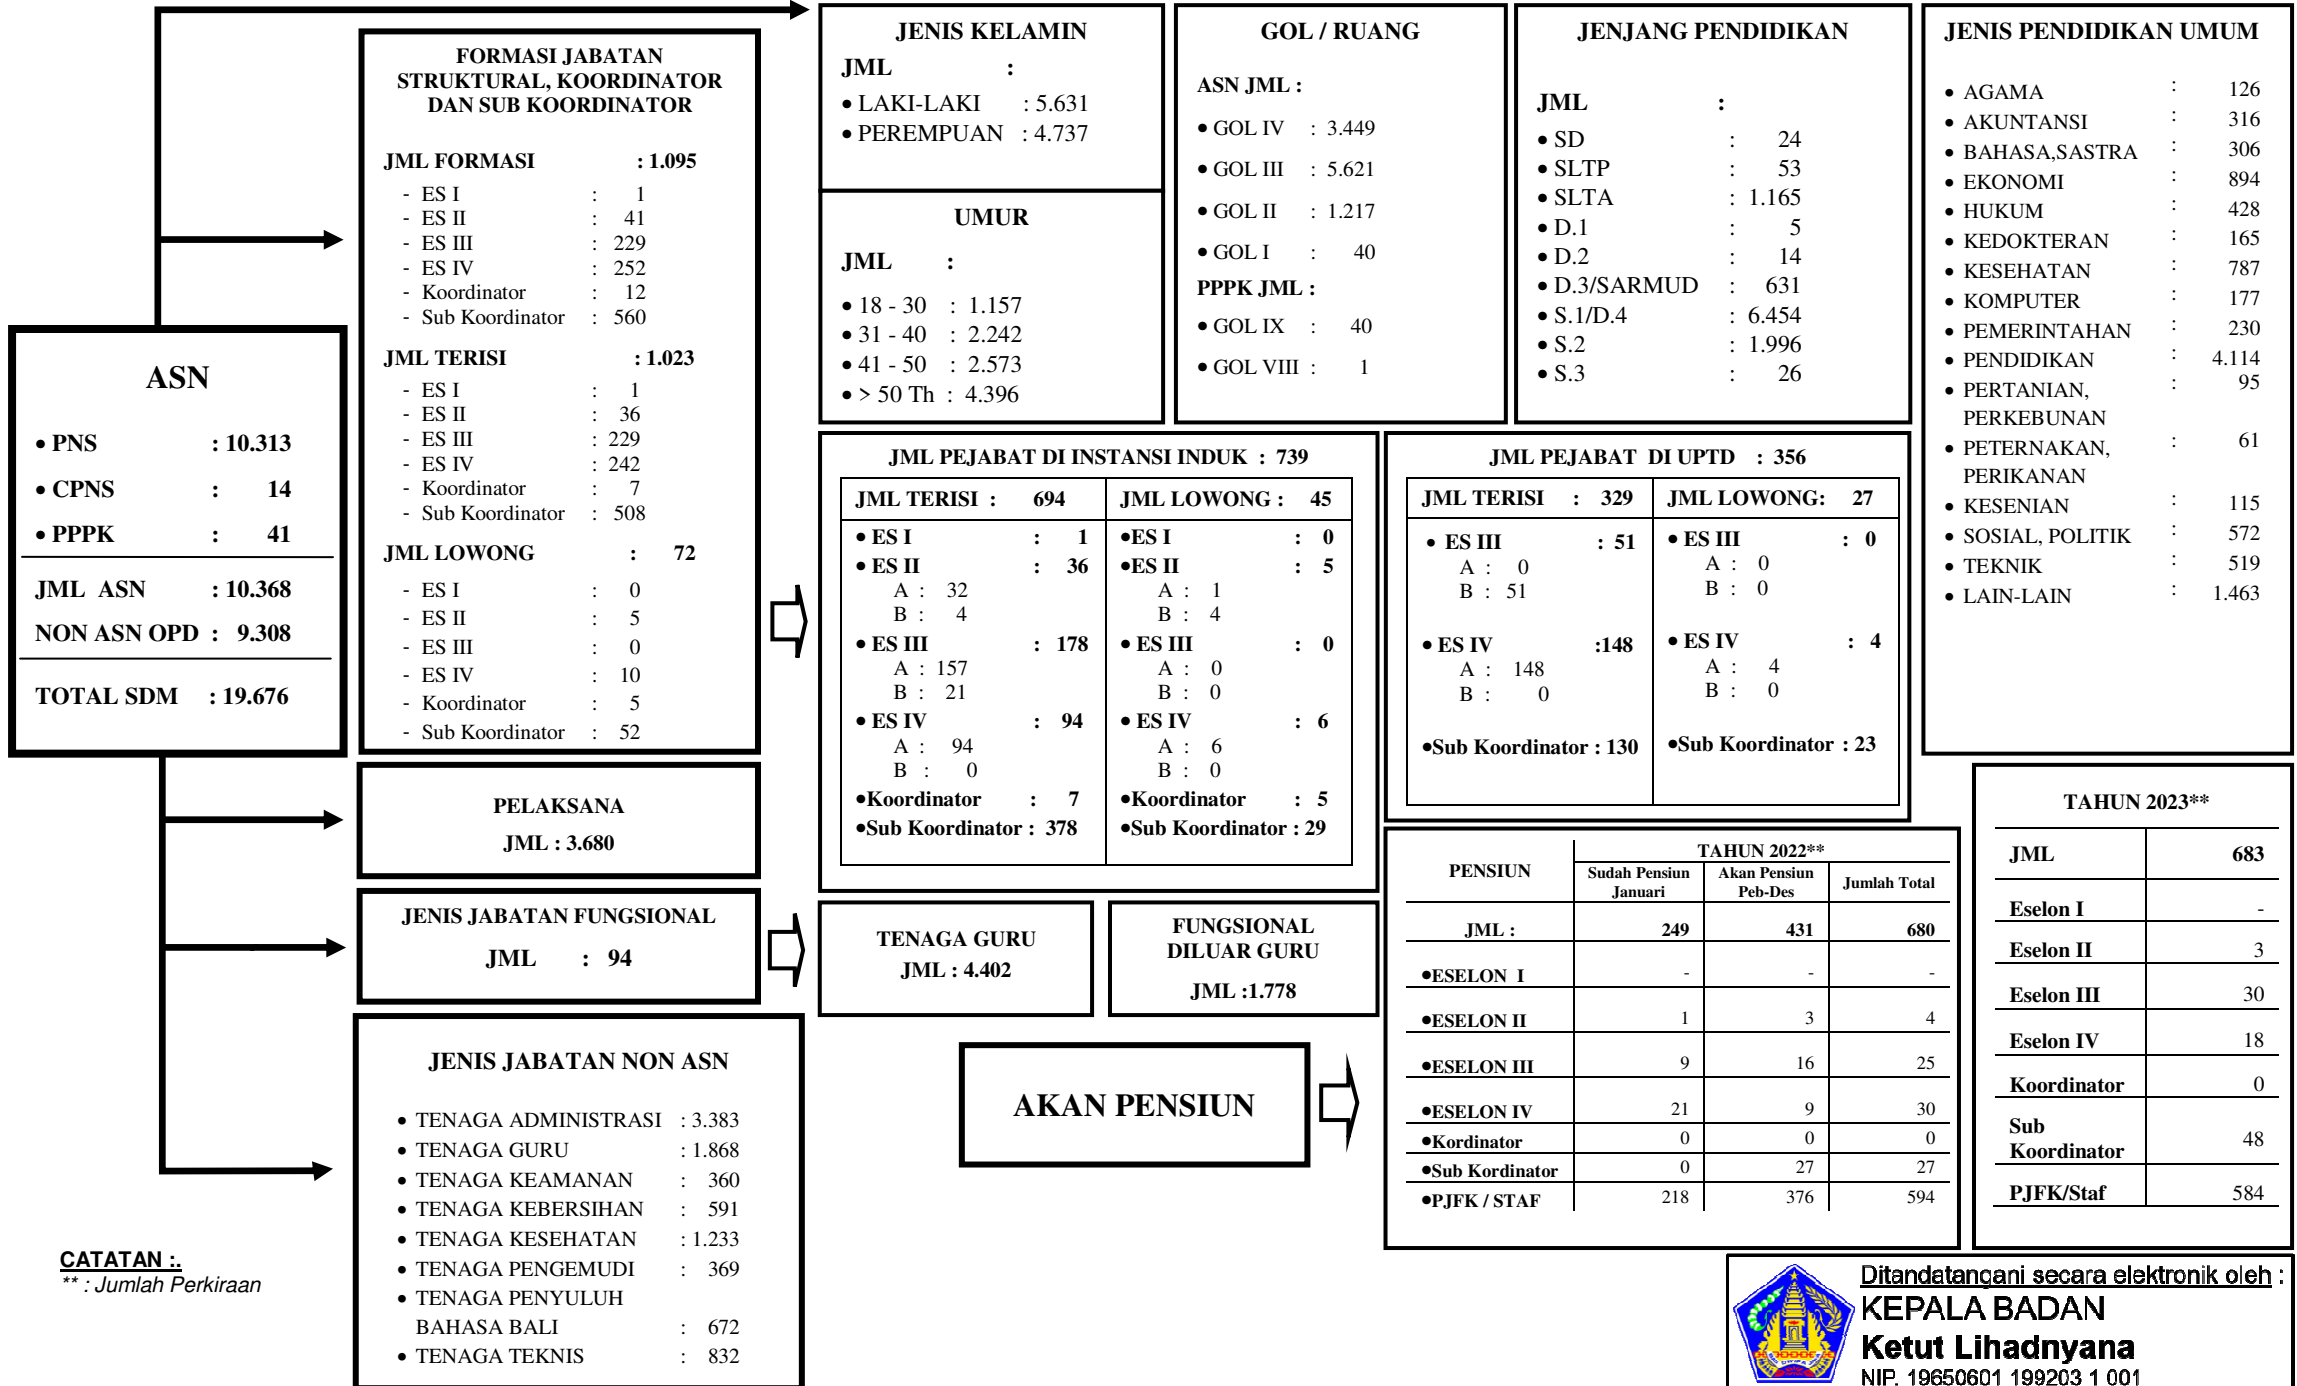 ASN
• PNS : 10.313
• CPNS : 14
• PPPK : 41
JML ASN : 10.368
NON ASN OPD : 9.308
TOTAL SDM : 19.676
FORMASI JABATAN
STRUKTURAL, KOORDINATOR
DAN SUB KOORDINATOR
JML FORMASI : 1.095
- ES I : 1
- ES II : 41
- ES III : 229
- ES IV : 252
- Koordinator : 12
- Sub Koordinator : 560
JML TERISI : 1.023
- ES I : 1
- ES II : 36
- ES III : 229
- ES IV : 242
- Koordinator : 7
- Sub Koordinator : 508
JML LOWONG : 72
- ES I : 0
- ES II : 5
- ES III : 0
- ES IV : 10
- Koordinator : 5
- Sub Koordinator : 52
PELAKSANA
JML : 3.680
JENIS JABATAN FUNGSIONAL
JML : 94
JENIS JABATAN NON ASN
• TENAGA ADMINISTRASI : 3.383
• TENAGA GURU : 1.868
• TENAGA KEAMANAN : 360
• TENAGA KEBERSIHAN : 591
• TENAGA KESEHATAN : 1.233
• TENAGA PENGEMUDI : 369
• TENAGA PENYULUH
BAHASA BALI : 672
• TENAGA TEKNIS : 832
JENIS KELAMIN
JML :
• LAKI-LAKI : 5.631
• PEREMPUAN : 4.737
UMUR
JML :
• 18 - 30 : 1.157
• 31 - 40 : 2.242
• 41 - 50 : 2.573
• > 50 Th : 4.396
GOL / RUANG
ASN JML :
• GOL IV : 3.449
• GOL III : 5.621
• GOL II : 1.217
• GOL I : 40
PPPK JML :
• GOL IX : 40
• GOL VIII : 1
JENJANG PENDIDIKAN
JML :
• SD : 24
• SLTP : 53
• SLTA : 1.165
• D.1 : 5
• D.2 : 14
• D.3/SARMUD : 631
• S.1/D.4 : 6.454
• S.2 : 1.996
• S.3 : 26
JENIS PENDIDIKAN UMUM
• AGAMA : 126
• AKUNTANSI : 316
• BAHASA,SASTRA : 306
• EKONOMI : 894
• HUKUM : 428
• KEDOKTERAN : 165
• KESEHATAN : 787
• KOMPUTER : 177
• PEMERINTAHAN : 230
• PENDIDIKAN : 4.114
• PERTANIAN, : 95
PERKEBUNAN
• PETERNAKAN, : 61
PERIKANAN
• KESENIAN : 115
• SOSIAL, POLITIK : 572
• TEKNIK : 519
• LAIN-LAIN : 1.463
JML PEJABAT DI INSTANSI INDUK : 739
JML TERISI : 694
• ES I : 1
• ES II : 36
A : 32
B : 4
• ES III : 178
A : 157
B : 21
• ES IV : 94
A : 94
B : 0
•Koordinator : 7
•Sub Koordinator : 378
JML LOWONG : 45
•ES I : 0
•ES II : 5
A : 1
B : 4
• ES III : 0
A : 0
B : 0
• ES IV : 6
A : 6
B : 0
•Koordinator : 5
•Sub Koordinator : 29
JML PEJABAT DI UPTD : 356
JML TERISI : 329
• ES III : 51
A : 0
B : 51
• ES IV :148
A : 148
B : 0
•Sub Koordinator : 130
JML LOWONG: 27
• ES III : 0
A : 0
B : 0
• ES IV : 4
A : 4
B : 0
•Sub Koordinator : 23
TENAGA GURU
JML : 4.402
FUNGSIONAL
DILUAR GURU
JML :1.778
AKAN PENSIUN
PENSIUN TAHUN 2022**
Sudah Pensiun Januari Akan Pensiun Peb-Des Jumlah Total
JML : 249 431 680
•ESELON I - - -
•ESELON II 1 3 4
•ESELON III 9 16 25
•ESELON IV 21 9 30
•Kordinator 0 0 0
•Sub Kordinator 0 27 27
•PJFK / STAF 218 376 594
TAHUN 2023**
JML 683
Eselon I -
Eselon II 3
Eselon III 30
Eselon IV 18
Koordinator 0
Sub
Koordinator 48
PJFK/Staf 584
CATATAN :.
** : Jumlah Perkiraan
Ditandatangani secara elektronik oleh :
KEPALA BADAN
Ketut Lihadnyana
NIP. 19650601 199203 1 001